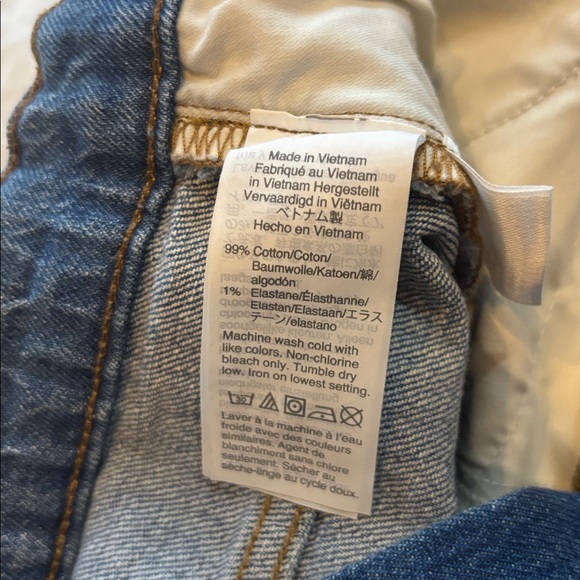 Made in Vietnam
Fabriqué au Vietnam
in Vietnam Hergestellt
Vervaardigd in Viëtnam
ベトナム製
Hecho en Vietnam
99% Cotton/Coton/
Baumwolle/Katoen/綿/
algodón
1% Elastane/Élasthanne/
Elastan/Elastaan/エラス
テーン/elastano
Machine wash cold with
like colors. Non-chlorine
bleach only. Tumble dry
low. Iron on lowest setting.
30
Lavor à la machine à l'eau
froide avec des couleurs
similaires. Agent de
blanchiment sans chlore
seulement. Sécher au
sèche-linge au cycle doux.